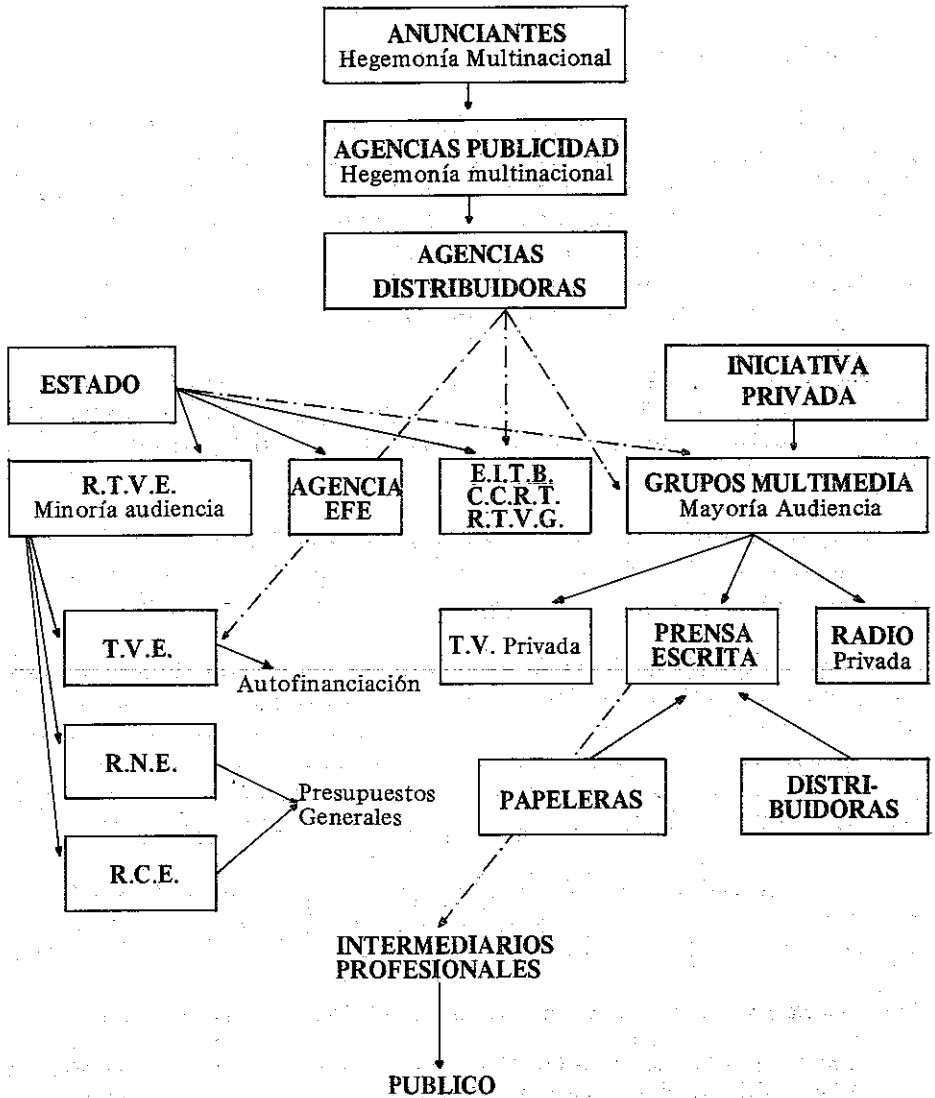 ANUNCIANTES
Hegemonía Multinacional
AGENCIAS PUBLICIDAD
Hegemonía multinacional
AGENCIAS
DISTRIBUIDORAS
ESTADO
INICIATIVA
PRIVADA
R.T.V.E.
Minoría audiencia
AGENCIA
EFE
E.I.T.B.
C.C.R.T.
R.T.V.G.
GRUPOS MULTIMEDIA
Mayoría Audiencia
T.V.E.
Autofinanciación
T.V. Privada
PRENSA
ESCRITA
RADIO
Privada
R.N.E.
Presupuestos
Generales
R.C.E.
PAPELERAS
DISTRI-
BUIDORAS
INTERMEDIARIOS
PROFESIONALES
PUBLICO